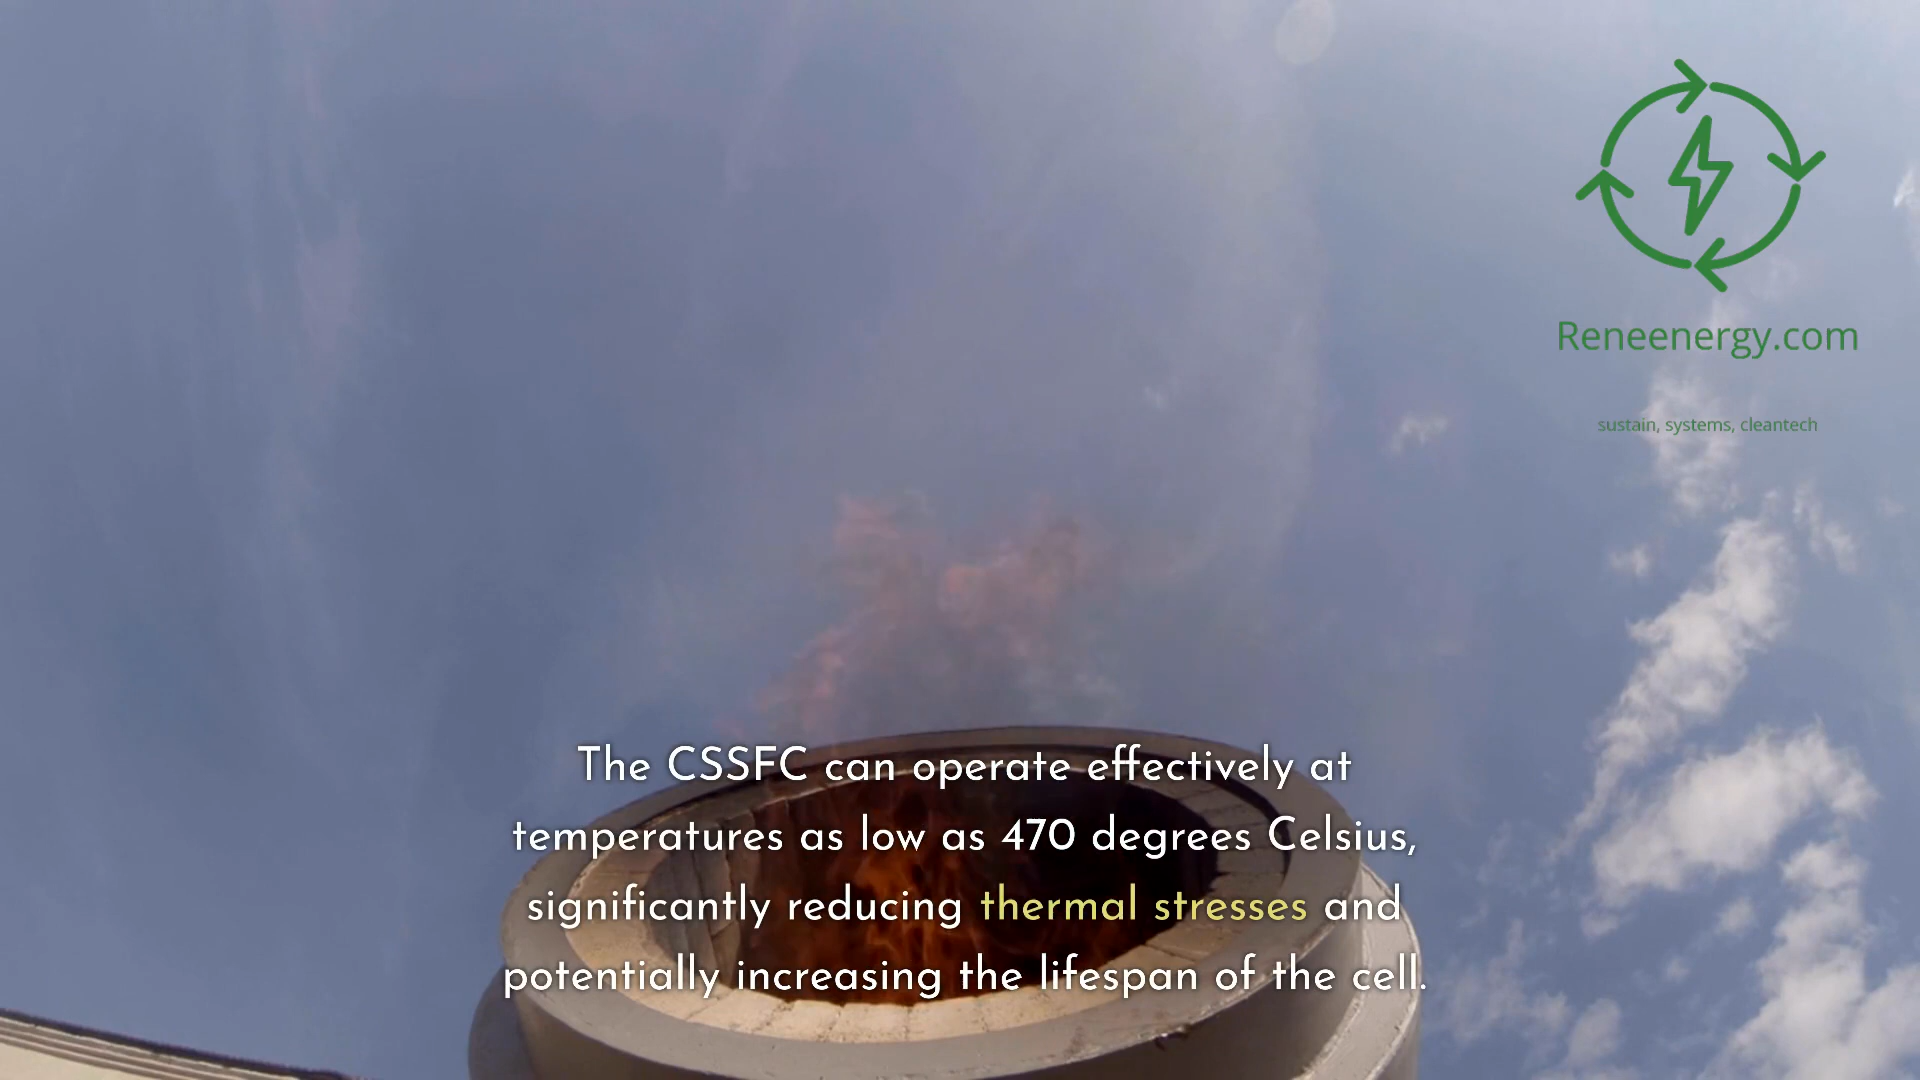 Reneenergy.com
sustain, systems, cleantech
The CSSFC can operate effectively at
temperatures as low as 470 degrees Celsius,
significantly reducing thermal stresses and
potentially increasing the lifespan of the cell.